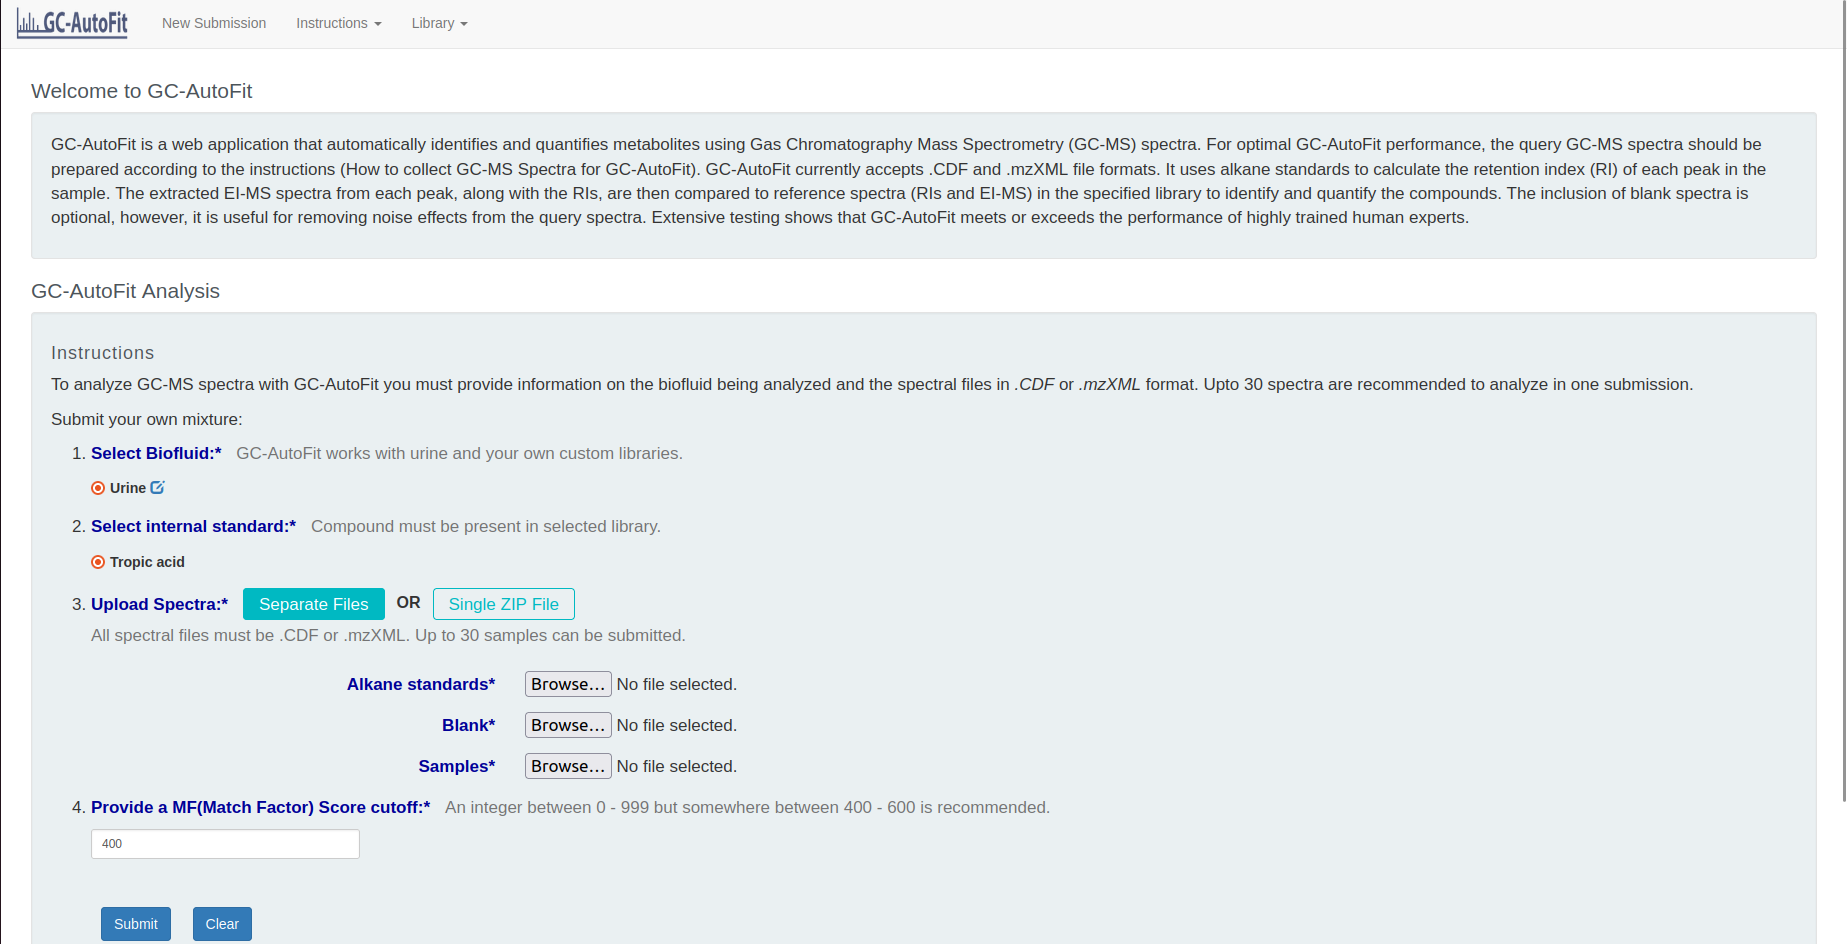 GC-AutoFit New Submission Instructions Library
Welcome to GC-AutoFit
GC-AutoFit is a web application that automatically identifies and quantifies metabolites using Gas Chromatography Mass Spectrometry (GC-MS) spectra. For optimal GC-AutoFit performance, the query GC-MS spectra should be
prepared according to the instructions (How to collect GC-MS Spectra for GC-AutoFit). GC-AutoFit currently accepts .CDF and .mzXML file formats. It uses alkane standards to calculate the retention index (RI) of each peak in the
sample. The extracted EI-MS spectra from each peak, along with the RIs, are then compared to reference spectra (RIs and EI-MS) in the specified library to identify and quantify the compounds. The inclusion of blank spectra is
optional, however, it is useful for removing noise effects from the query spectra. Extensive testing shows that GC-AutoFit meets or exceeds the performance of highly trained human experts.
GC-AutoFit Analysis
Instructions
To analyze GC-MS spectra with GC-AutoFit you must provide information on the biofluid being analyzed and the spectral files in .CDF or .mzXML format. Upto 30 spectra are recommended to analyze in one submission.
Submit your own mixture:
1. Select Biofluid:* GC-AutoFit works with urine and your own custom libraries.
Urine
2. Select internal standard:* Compound must be present in selected library.
Tropic acid
3. Upload Spectra:* Separate Files OR Single ZIP File
All spectral files must be .CDF or .mzXML. Up to 30 samples can be submitted.
Alkane standards* Browse... No file selected.
Blank* Browse... No file selected.
Samples* Browse... No file selected.
4. Provide a MF(Match Factor) Score cutoff:* An integer between 0 - 999 but somewhere between 400 - 600 is recommended.
400
Submit Clear